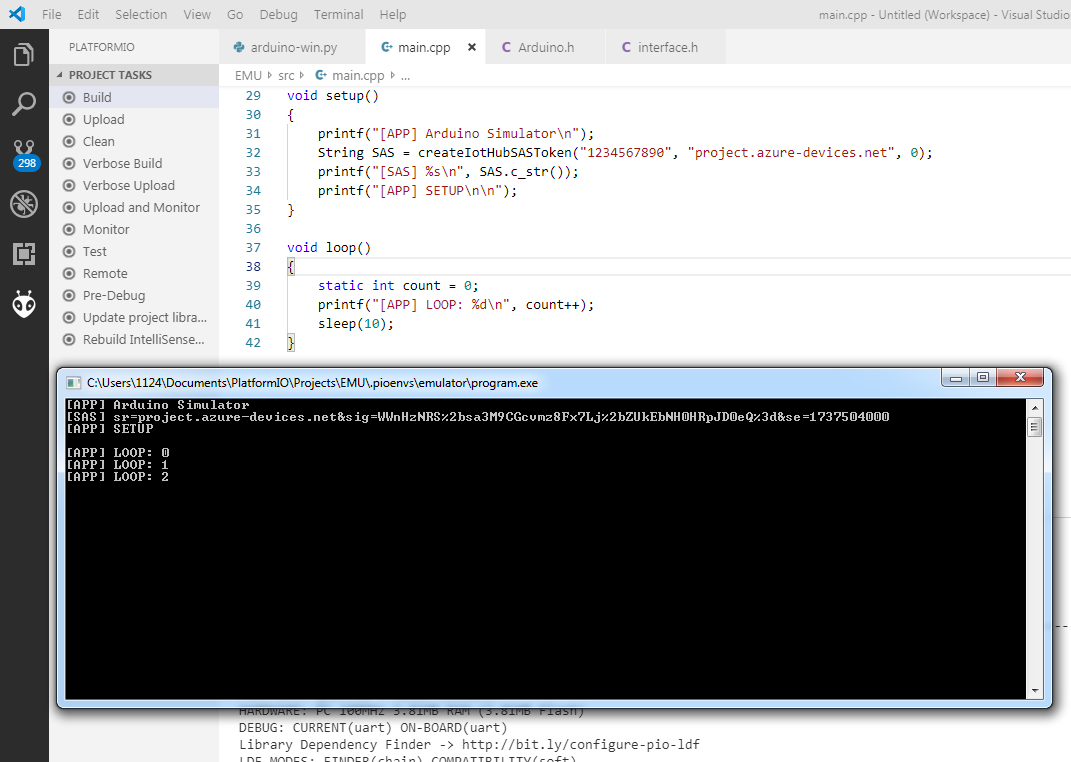 File Edit Selection View Go Debug Terminal Help
main.cpp - Untitled (Workspace) - Visual Studio
PLATFORMIO
arduino-win.py
main.cpp
Arduino.h
interface.h
PROJECT TASKS
EMU src main.cpp ...
Build
Upload
Clean
Verbose Build
Verbose Upload
Upload and Monitor
Monitor
Test
Remote
Pre-Debug
Update project libra...
Rebuild IntelliSense...
298
29 void setup()
30 {
31 printf("[APP] Arduino Simulator\n");
32 String SAS = createIotHubSASToken("1234567890", "project.azure-devices.net", 0);
33 printf("[SAS] %s\n", SAS.c_str());
34 printf("[APP] SETUP\n\n");
35 }
36
37 void loop()
38 {
39 static int count = 0;
40 printf("[APP] LOOP: %d\n", count++);
41 sleep(10);
42 }
C:\Users\1124\Documents\PlatformIO\Projects\EMU\.pioenvs\emulator\program.exe
[APP] Arduino Simulator
[SAS] sr=project.azure-devices.net&sig=WWnHzNRS%2bsa3M9CGcvmz8Fx7Lj%2bZUkEbNH0HRpJD0eQ%3d&se=1737504000
[APP] SETUP
[APP] LOOP: 0
[APP] LOOP: 1
[APP] LOOP: 2
HARDWARE: PC 100MHz 3.81MB RAM (3.81MB Flash)
DEBUG: CURRENT(uart) ON-BOARD(uart)
Library Dependency Finder -> http://bit.ly/configure-pio-ldf
LDF MODES: FINDER(chain) COMPATIBILITY(soft)